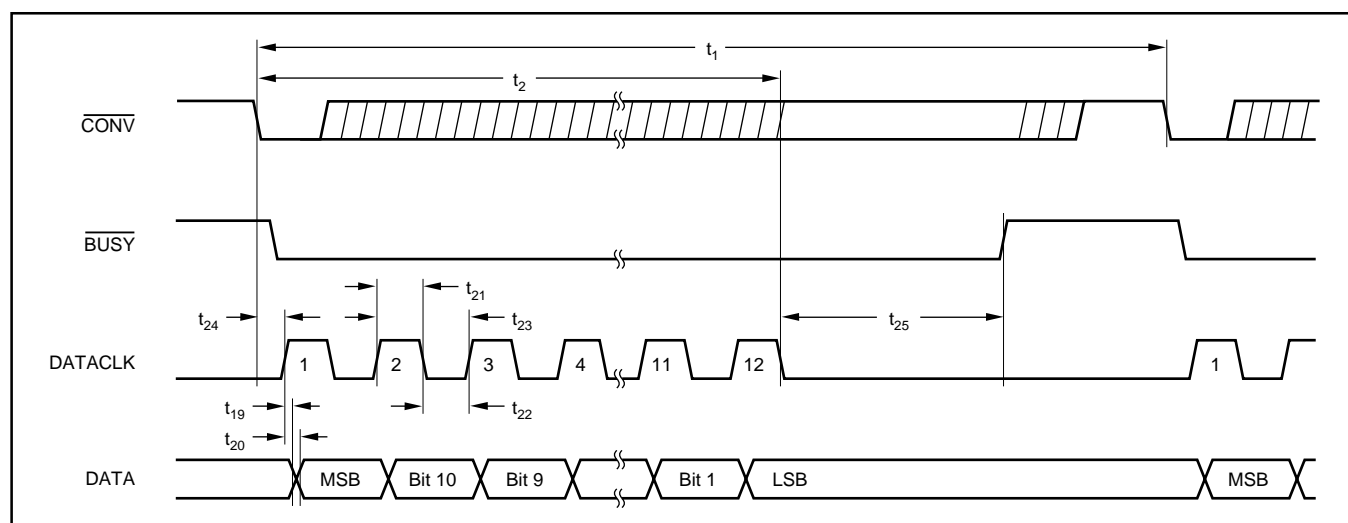 t1
t2
CONV
BUSY
t21
t24 t23 t25
DATACLK 1 2 3 4 11 12 1
t19 t22
t20
DATA MSB Bit 10 Bit 9 Bit 1 LSB MSB